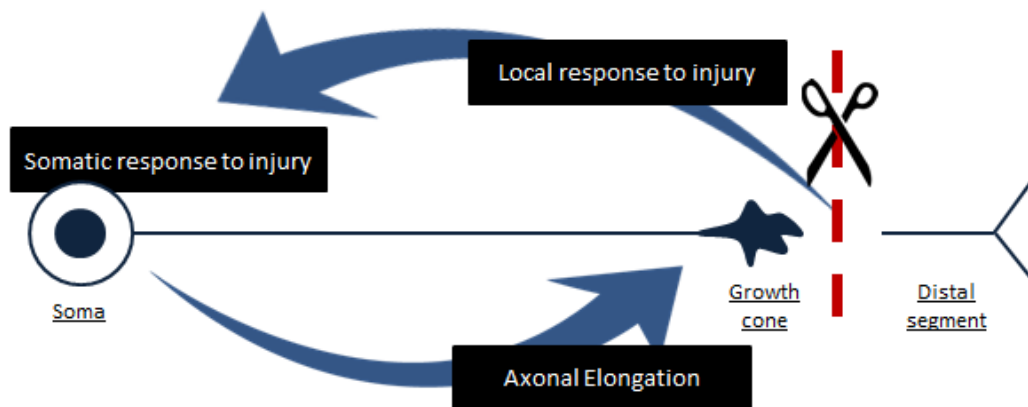 Local response to injury
Somatic response to injury
Soma
Growth
cone
Distal
segment
Axonal Elongation